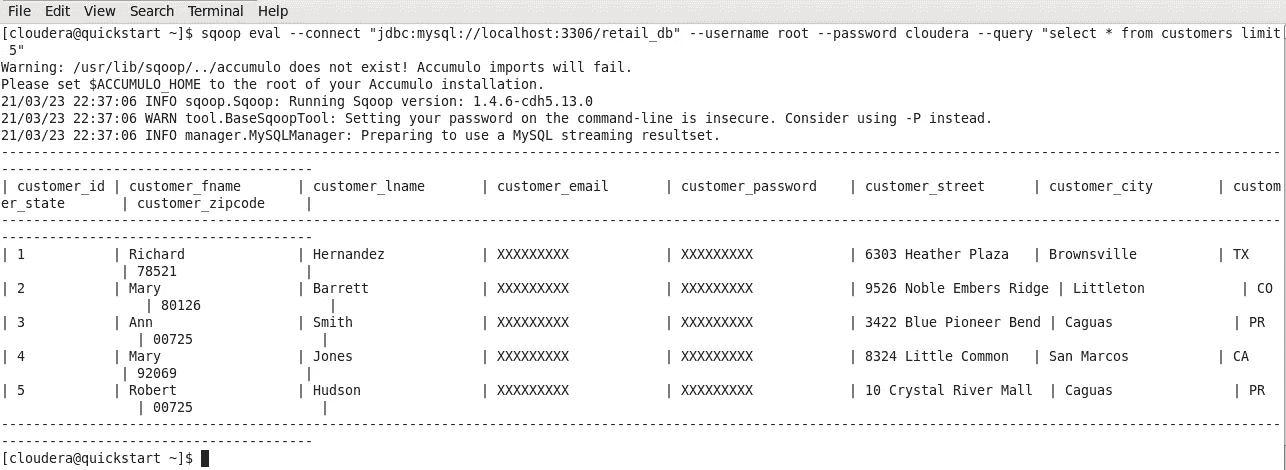 File Edit View Search Terminal Help
[cloudera@quickstart ~]$ sqoop eval --connect "jdbc:mysql://localhost:3306/retail_db" --username root --password cloudera --query "select * from customers limit
 5"
Warning: /usr/lib/sqoop/../accumulo does not exist! Accumulo imports will fail.
Please set $ACCUMULO_HOME to the root of your Accumulo installation.
21/03/23 22:37:06 INFO sqoop.Sqoop: Running Sqoop version: 1.4.6-cdh5.13.0
21/03/23 22:37:06 WARN tool.BaseSqoopTool: Setting your password on the command-line is insecure. Consider using -P instead.
21/03/23 22:37:06 INFO manager.MySQLManager: Preparing to use a MySQL streaming resultset.
----------------------------------------------------------------------------------------------------------------------------------------------------------------
---------------------------------------
| customer_id | customer_fname       | customer_lname       | customer_email       | customer_password    | customer_street      | customer_city        | custom
er_state       | customer_zipcode     |
----------------------------------------------------------------------------------------------------------------------------------------------------------------
---------------------------------------
| 1           | Richard              | Hernandez            | XXXXXXXXX            | XXXXXXXXX            | 6303 Heather Plaza   | Brownsville          | TX
               | 78521                |
| 2           | Mary                 | Barrett              | XXXXXXXXX            | XXXXXXXXX            | 9526 Noble Embers Ridge | Littleton            | CO
                  | 80126                |
| 3           | Ann                  | Smith                | XXXXXXXXX            | XXXXXXXXX            | 3422 Blue Pioneer Bend | Caguas               | PR
                 | 00725                |
| 4           | Mary                 | Jones                | XXXXXXXXX            | XXXXXXXXX            | 8324 Little Common   | San Marcos           | CA
               | 92069                |
| 5           | Robert               | Hudson               | XXXXXXXXX            | XXXXXXXXX            | 10 Crystal River Mall  | Caguas               | PR
                 | 00725                |
----------------------------------------------------------------------------------------------------------------------------------------------------------------
---------------------------------------
[cloudera@quickstart ~]$